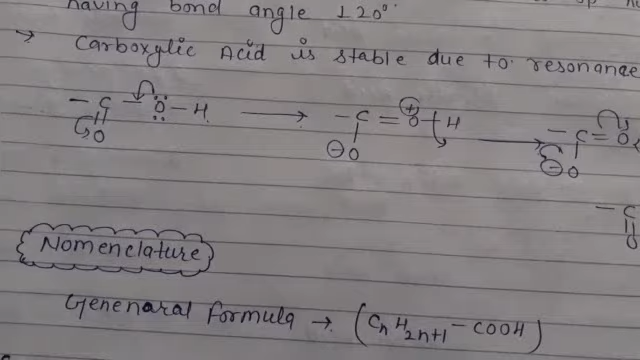 having bond angle 120°
→ Carboxylic Acid is stable due to resonance
- C - Ö - H → - C = O - H → - C = O
O ⊕ ⊖O ⊖O
- C
O
Nomenclature
Genenaral formula → (CnH2n+1 - COOH)